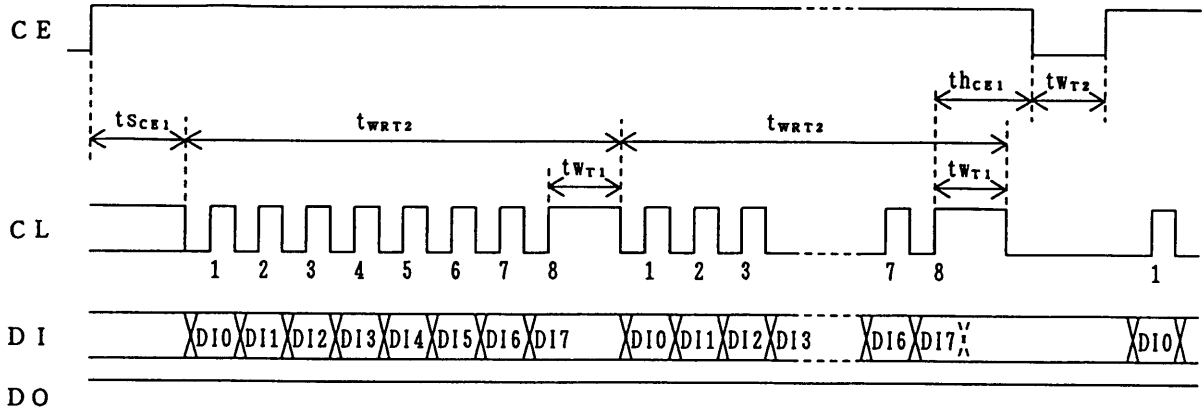 CE
thCE1 tWT2
tSCE1 tWRT2 tWRT2
tWT1 tWT1
CL
1 2 3 4 5 6 7 8 1 2 3 7 8 1
DI DI0 DI1 DI2 DI3 DI4 DI5 DI6 DI7 DI0 DI1 DI2 DI3 DI6 DI7 DI0
DO